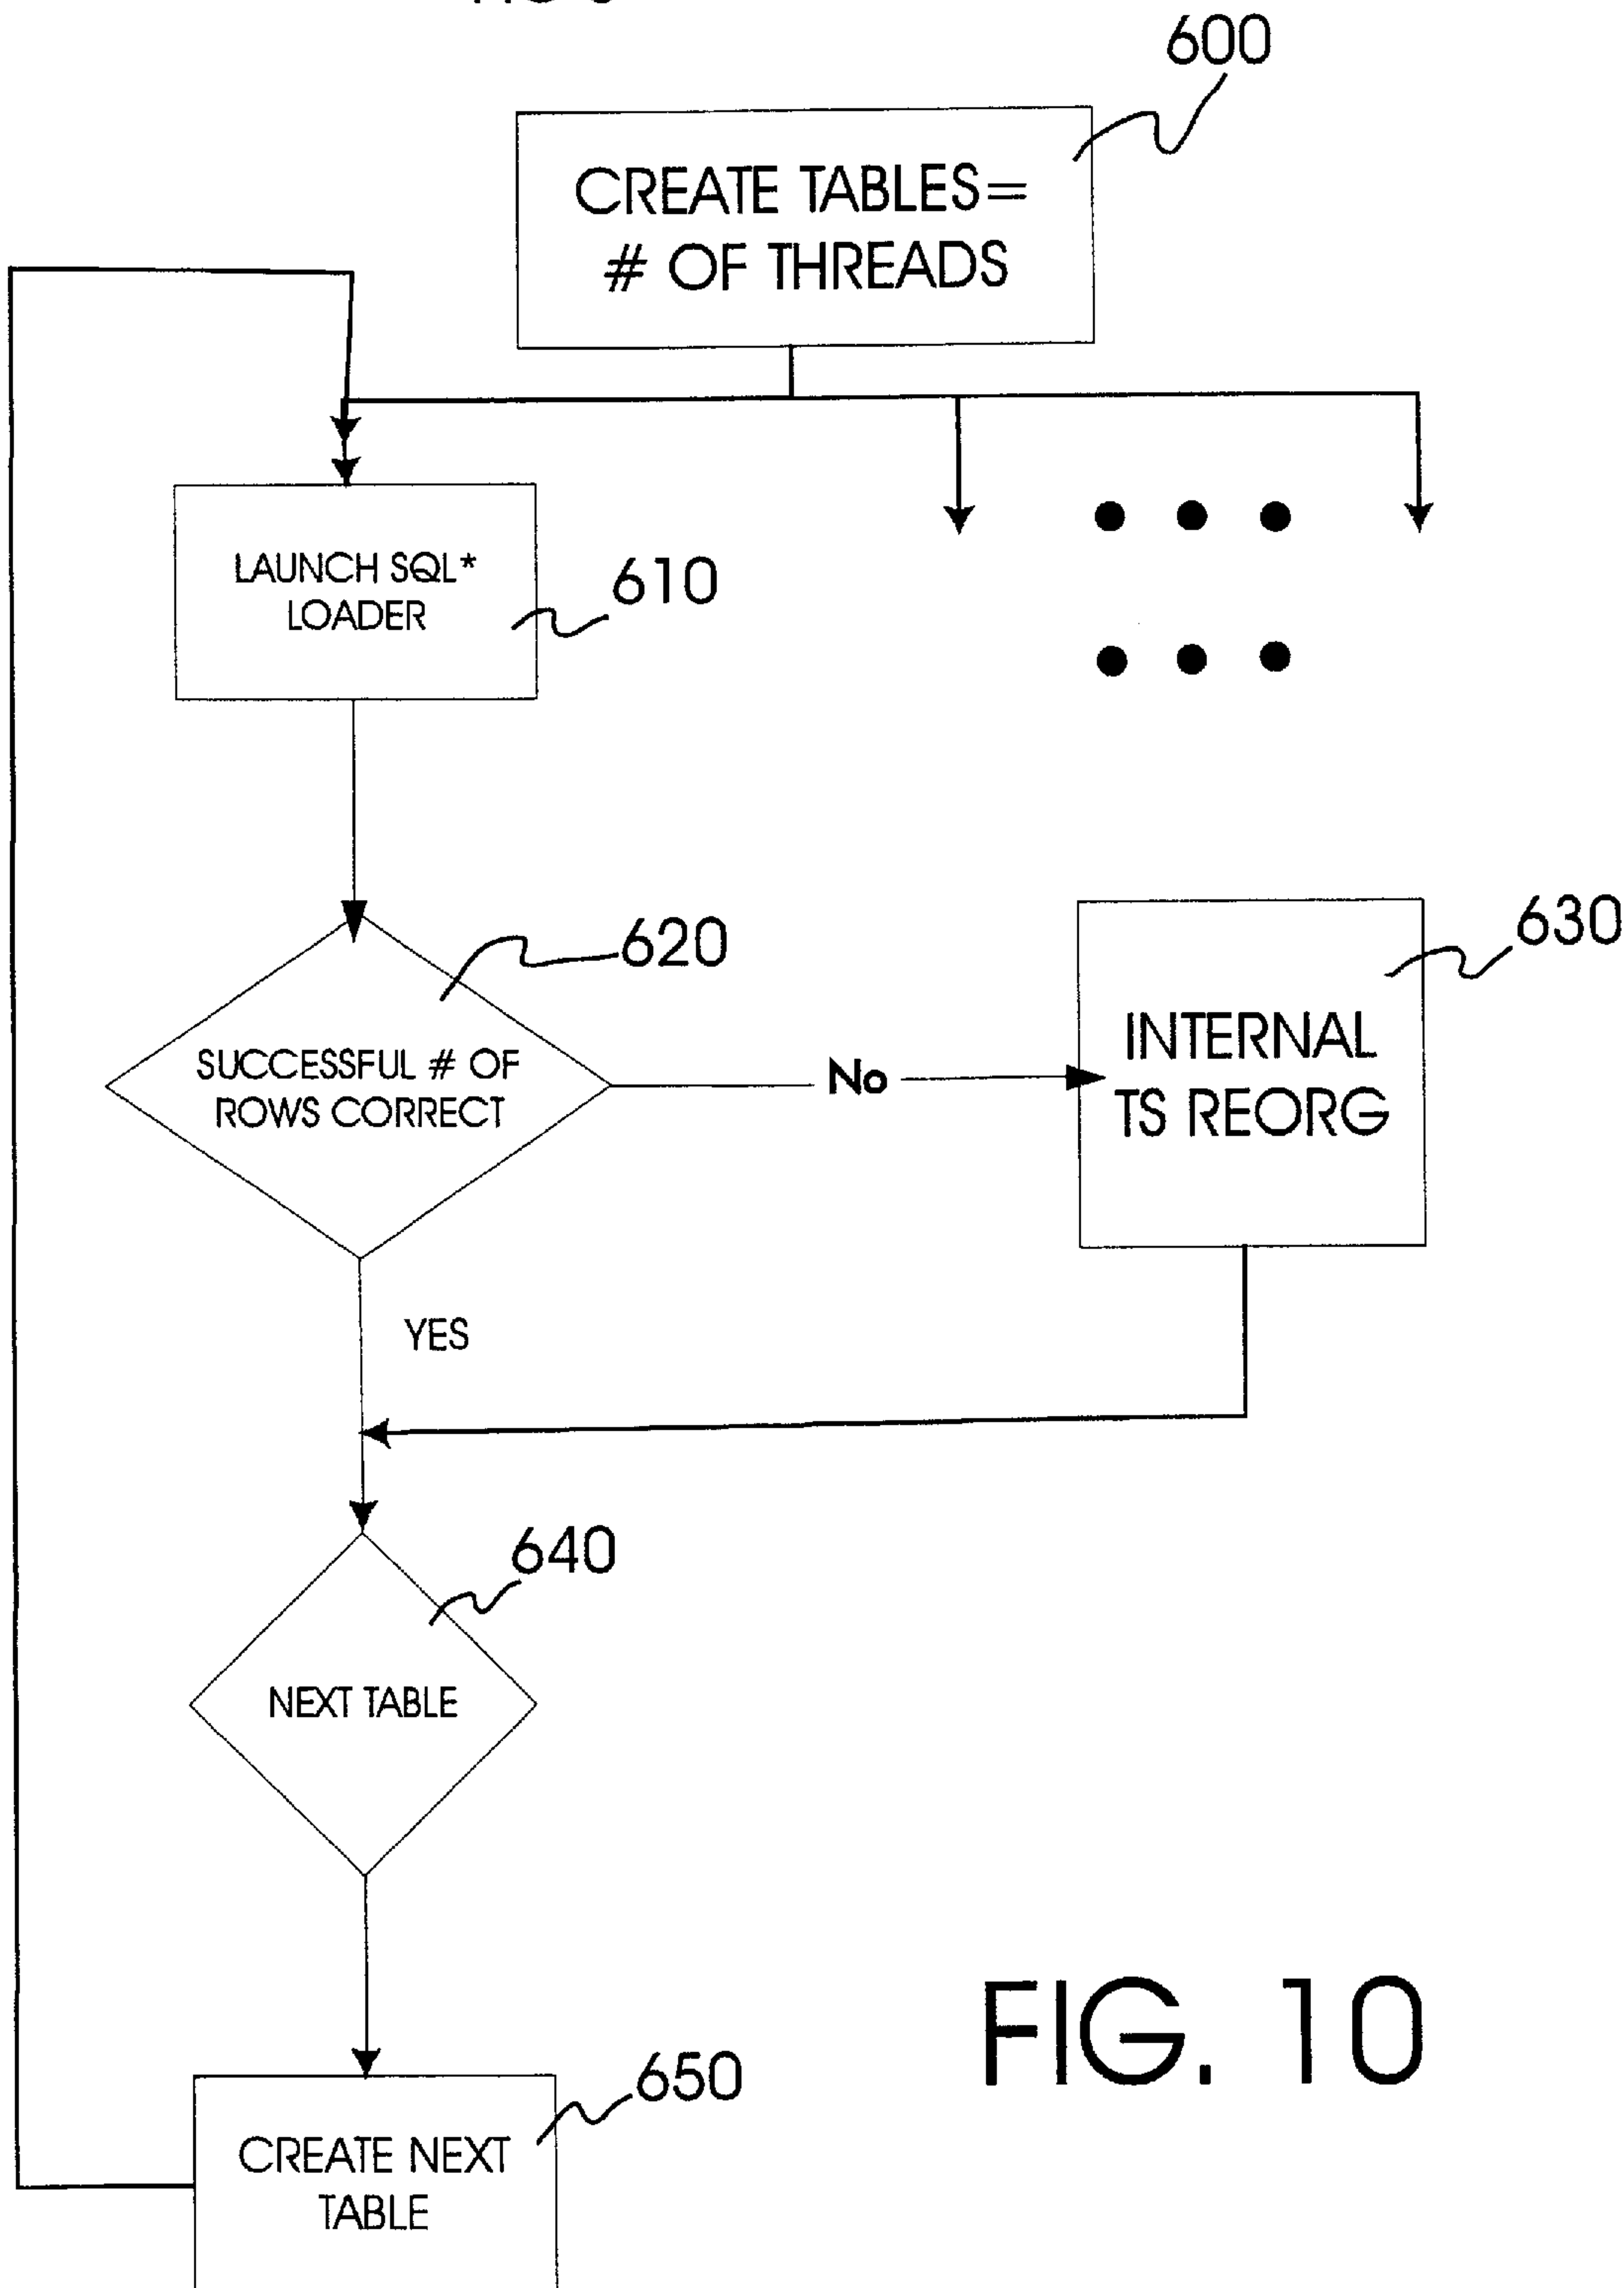 600
CREATE TABLES=
# OF THREADS
LAUNCH SQL*
LOADER
610
620
SUCCESSFUL # OF
ROWS CORRECT
No
630
INTERNAL
TS REORG
YES
640
NEXT TABLE
650
CREATE NEXT
TABLE
FIG. 10